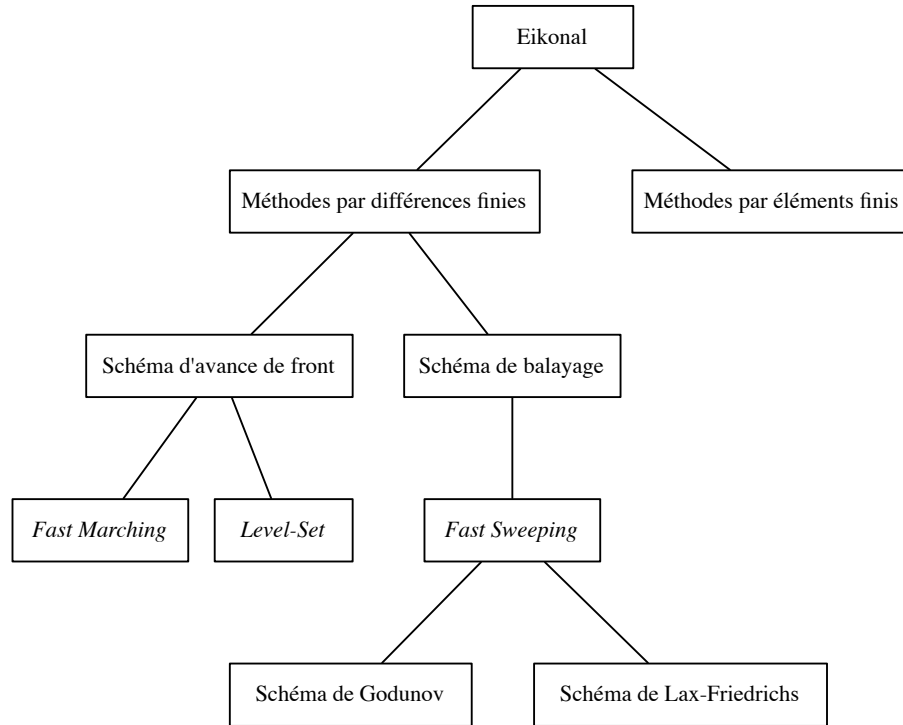 Eikonal
Méthodes par différences finies
Méthodes par éléments finis
Schéma d'avance de front
Schéma de balayage
Fast Marching
Level-Set
Fast Sweeping
Schéma de Godunov
Schéma de Lax-Friedrichs